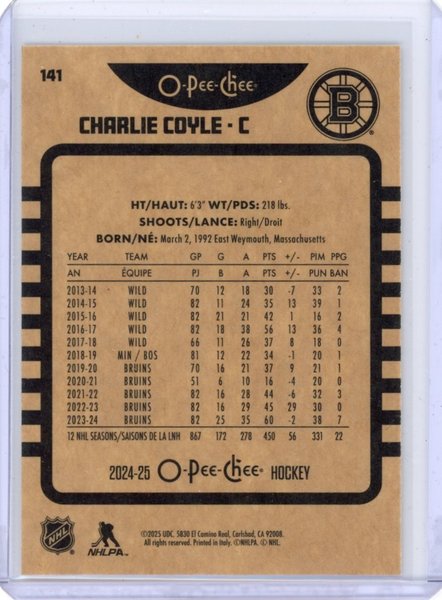 141
O-Pee-Chee
B
CHARLIE COYLE - C
HT/HAUT: 6'3" WT/PDS: 218 lbs.
SHOOTS/LANCE: Right/Droit
BORN/NÉ: March 2, 1992 East Weymouth, Massachusetts
YEAR TEAM GP G A PTS +/- PIM PPG
AN ÉQUIPE PJ B A PTS +/- PUN BAN
2013-14 WILD 70 12 18 30 -7 33 2
2014-15 WILD 82 11 24 35 13 39 1
2015-16 WILD 82 21 21 42 1 16 2
2016-17 WILD 82 18 38 56 13 36 4
2017-18 WILD 66 11 26 37 8 18 0
2018-19 MIN / BOS 81 12 22 34 -1 20 1
2019-20 BRUINS 70 16 21 37 9 21 1
2020-21 BRUINS 51 6 10 16 -4 20 0
2021-22 BRUINS 82 16 28 44 -6 32 3
2022-23 BRUINS 82 16 29 45 29 30 0
2023-24 BRUINS 82 25 35 60 -2 38 7
12 NHL SEASONS/SAISONS DE LA LNH 867 172 278 450 56 331 22
2024-25 O-Pee-Chee HOCKEY
NHL
NHLPA
©2025 UDC. 5830 El Camino Real, Carlsbad, CA 92008.
All rights reserved. Printed in Italy. ©NHLPA. © NHL.